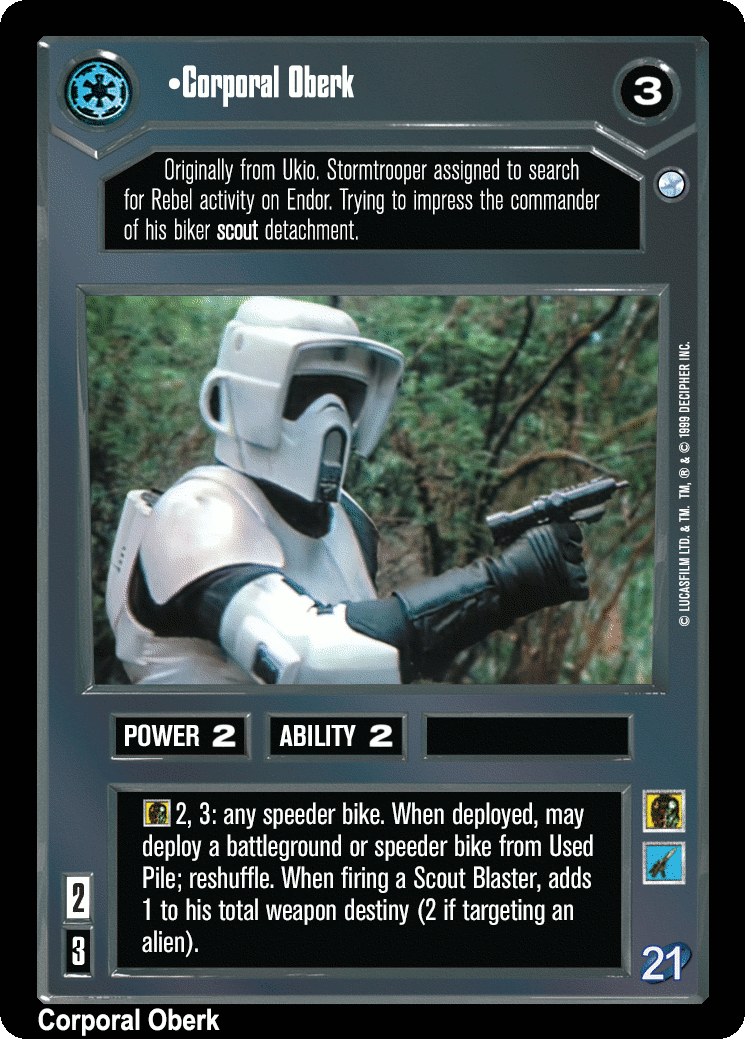 •Corporal Oberk
3
Originally from Ukio. Stormtrooper assigned to search
for Rebel activity on Endor. Trying to impress the commander
of his biker scout detachment.
© LUCASFILM LTD. & TM. TM, ® & © 1999 DECIPHER INC.
POWER 2
ABILITY 2
2, 3: any speeder bike. When deployed, may
deploy a battleground or speeder bike from Used
Pile; reshuffle. When firing a Scout Blaster, adds
1 to his total weapon destiny (2 if targeting an
alien).
2
3
21
Corporal Oberk